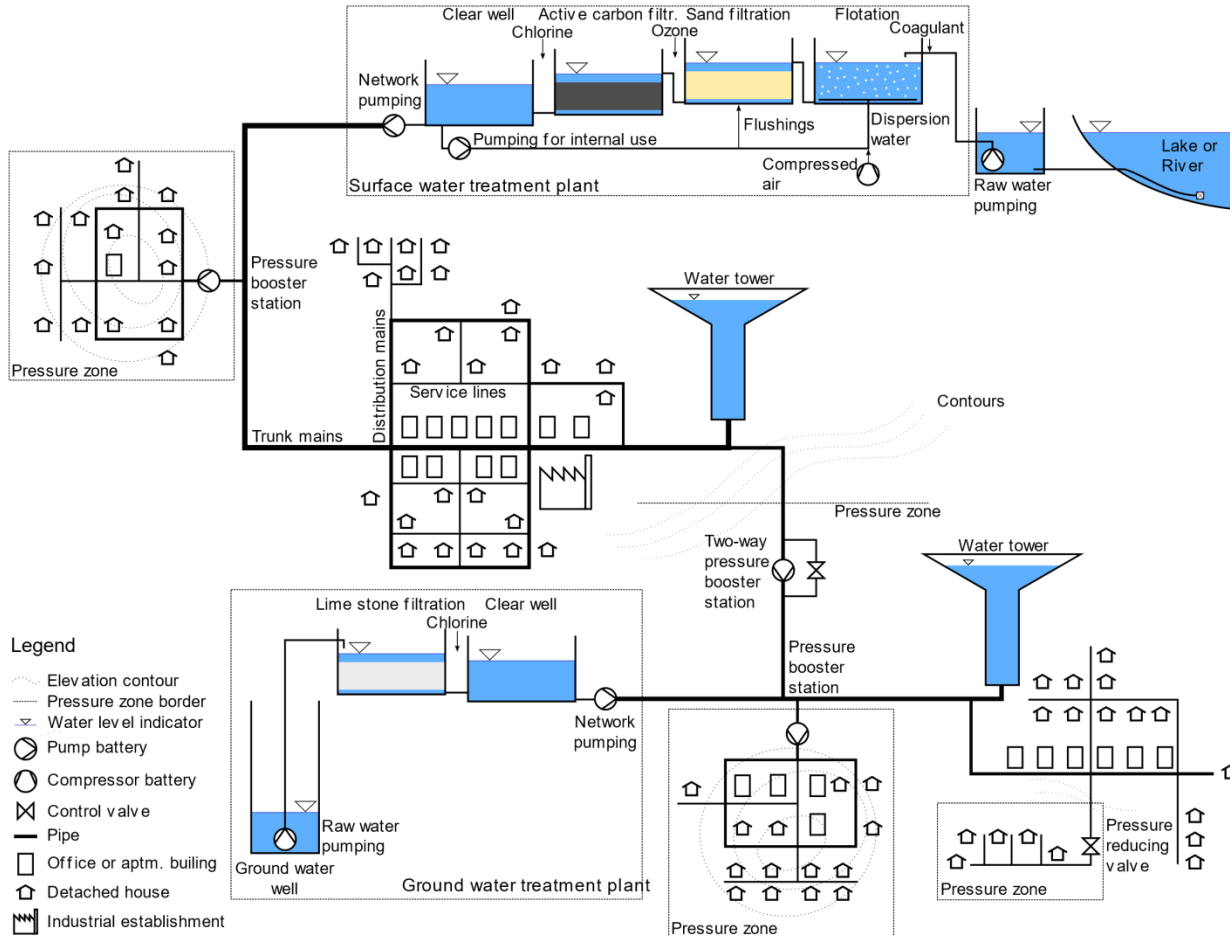 Clear well
Active carbon filtr.
Sand filtration
Flotation
Chlorine
Ozone
Coagulant
Network
pumping
Flushings
Dispersion
water
Pumping for internal use
Compressed
air
Surface water treatment plant
Raw water
pumping
Lake or
River
Pressure
booster
station
Pressure zone
Distribution mains
Service lines
Trunk mains
Water tower
Contours
Pressure zone
Two-way
pressure
booster
station
Water tower
Lime stone filtration
Clear well
Chlorine
Pressure
booster
station
Network
pumping
Raw water
pumping
Ground water
well
Ground water treatment plant
Pressure zone
Pressure
reducing
valve
Pressure zone
Legend
Elevation contour
Pressure zone border
Water level indicator
Pump battery
Compressor battery
Control valve
Pipe
Office or aptm. builing
Detached house
Industrial establishment